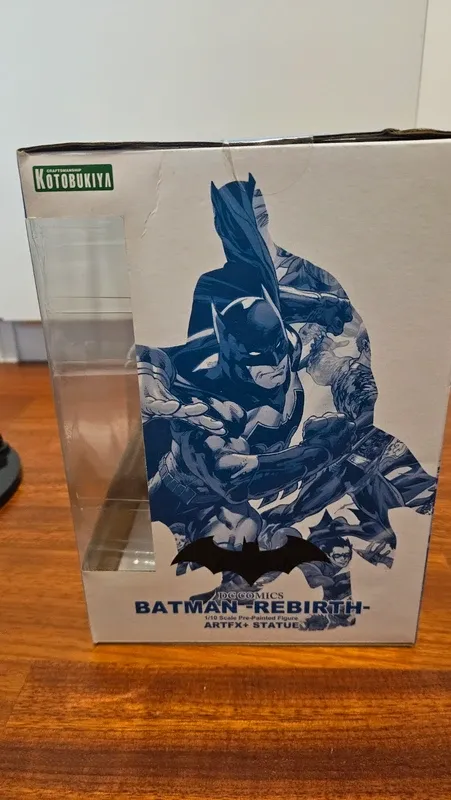 CRAFTSMANSHIP
KOTOBUKIYA
DC COMICS
BATMAN -REBIRTH-
1/10 Scale Pre-Painted Figure
ARTFX+ STATUE